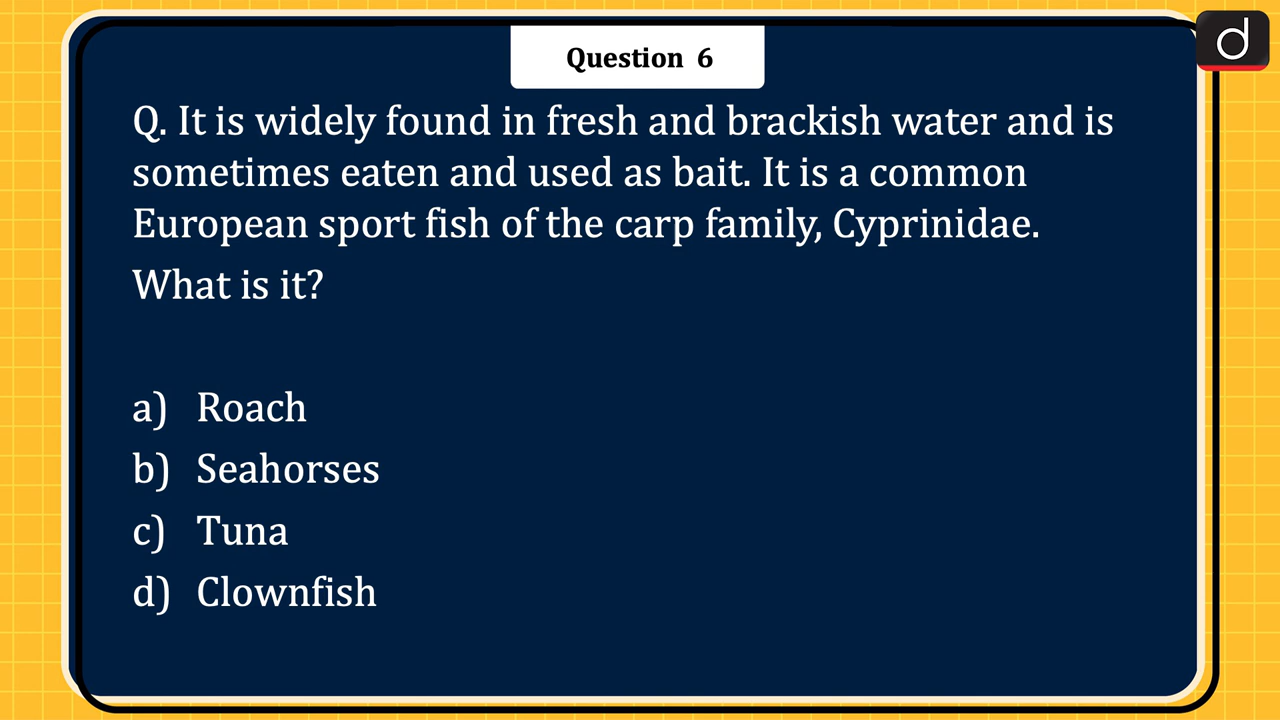 Question 6
d
Q. It is widely found in fresh and brackish water and is
sometimes eaten and used as bait. It is a common
European sport fish of the carp family, Cyprinidae.
What is it?
a) Roach
b) Seahorses
c) Tuna
d) Clownfish